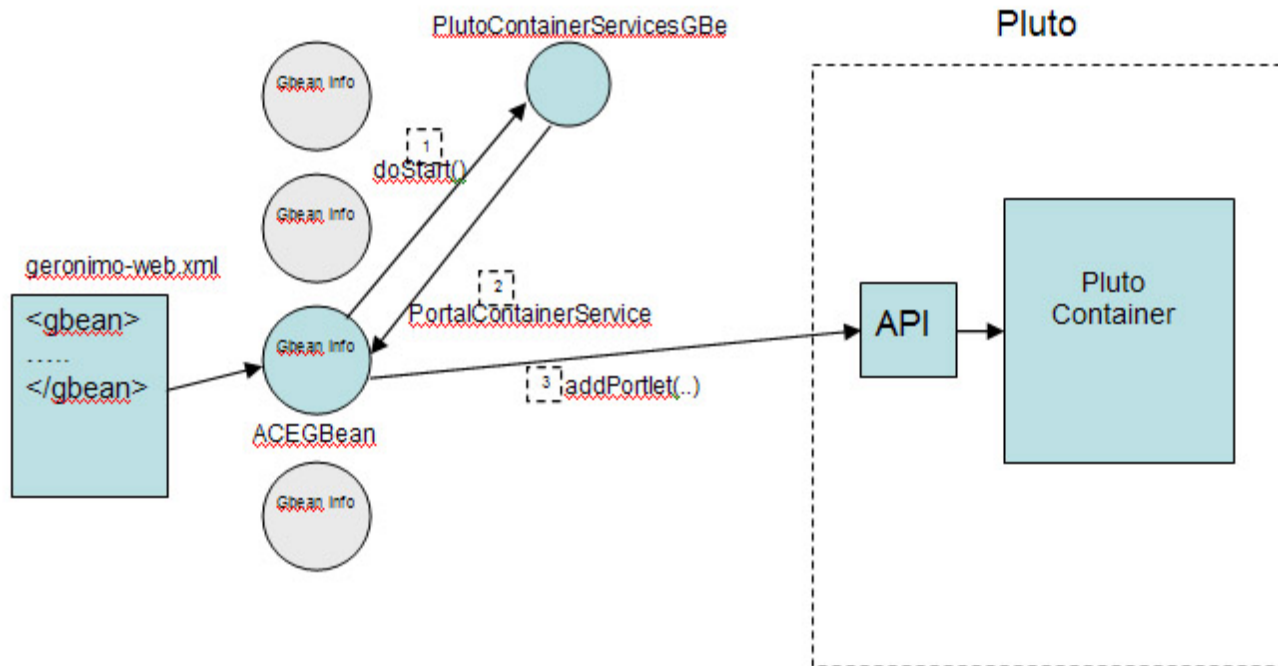 PlutoContainerServicesGBe
Pluto
Gbean Info
1
doStart()
Gbean Info
geronimo-web.xml
<gbean>
.....
</gbean>
2
PortalContainerService
Gbean Info
API
Pluto
Container
3
addPortlet(..)
ACEGBean
Gbean Info